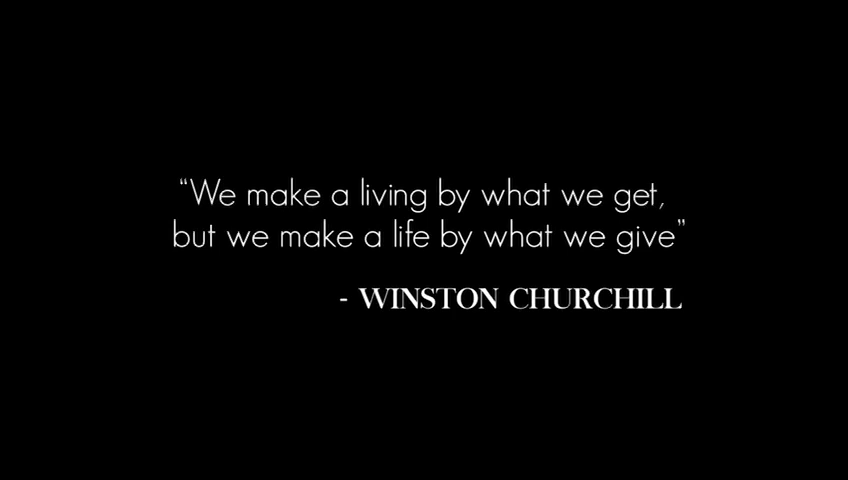 “We make a living by what we get,
but we make a life by what we give”
- WINSTON CHURCHILL